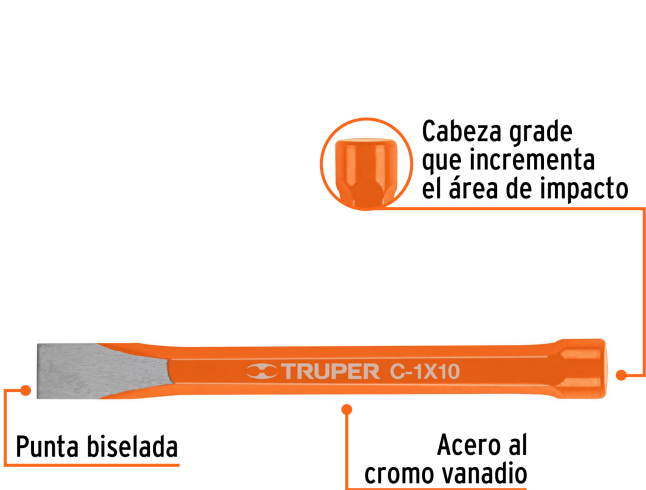 Cabeza grade
que incrementa
el área de impacto
TRUPER C-1X10
Punta biselada
Acero al
cromo vanadio